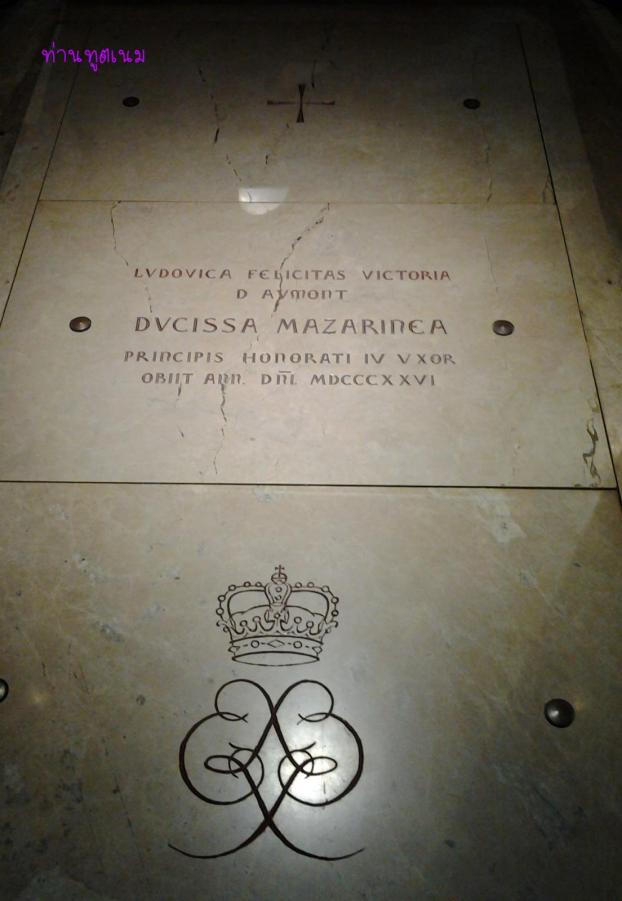 ท่านทูตเนม
LVDOVICA FELICITAS VICTORIA
D AVMONT
DVCISSA MAZARINEA
PRINCIPIS HONORATI IV VXOR
OBIIT ANN. DNI. MDCCCXXVI